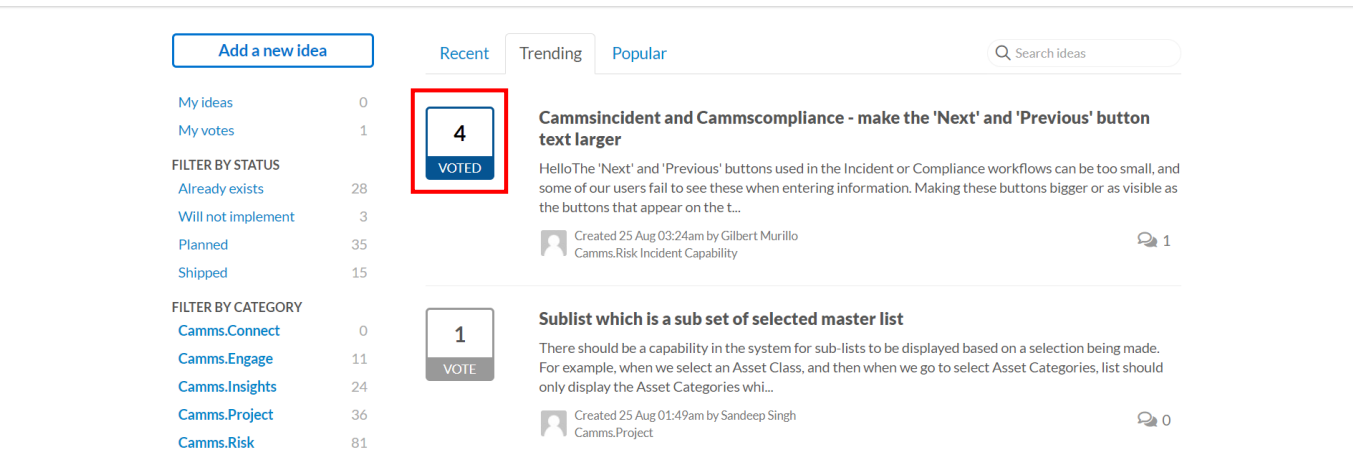 Add a new idea
My ideas 0
My votes 1
FILTER BY STATUS
Already exists 28
Will not implement 3
Planned 35
Shipped 15
FILTER BY CATEGORY
Camms.Connect 0
Camms.Engage 11
Camms.Insights 24
Camms.Project 36
Camms.Risk 81
Recent Trending Popular Search ideas
4
VOTED
Cammsincident and Cammscompliance - make the 'Next' and 'Previous' button
text larger
HelloThe 'Next' and 'Previous' buttons used in the Incident or Compliance workflows can be too small, and
some of our users fail to see these when entering information. Making these buttons bigger or as visible as
the buttons that appear on the t...
Created 25 Aug 03:24am by Gilbert Murillo
Camms.Risk Incident Capability
1
1
VOTE
Sublist which is a sub set of selected master list
There should be a capability in the system for sub-lists to be displayed based on a selection being made.
For example, when we select an Asset Class, and then when we go to select Asset Categories, list should
only display the Asset Categories whi...
Created 25 Aug 01:49am by Sandeep Singh
Camms.Project
0